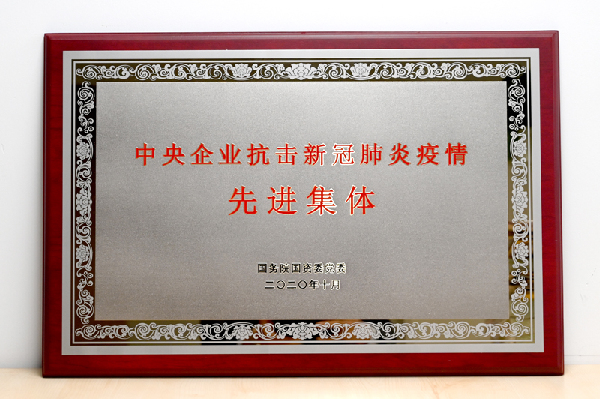 中央企业抗击新冠肺炎疫情
先进集体
国务院国资委党委
二〇二〇年十月